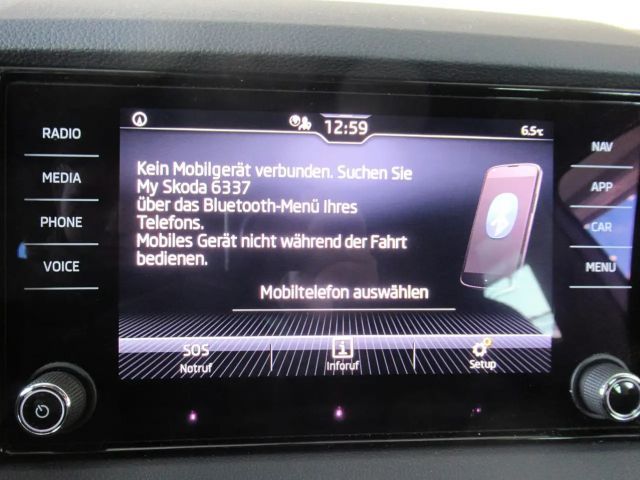 12:59
6.5°C
RADIO
MEDIA
PHONE
VOICE
Kein Mobilgerät verbunden. Suchen Sie
My Skoda 6337
über das Bluetooth-Menü Ihres
Telefons.
Mobiles Gerät nicht während der Fahrt
bedienen.
Mobiltelefon auswählen
SOS
Notruf
Inforuf
Setup
NAV
APP
CAR
MENU